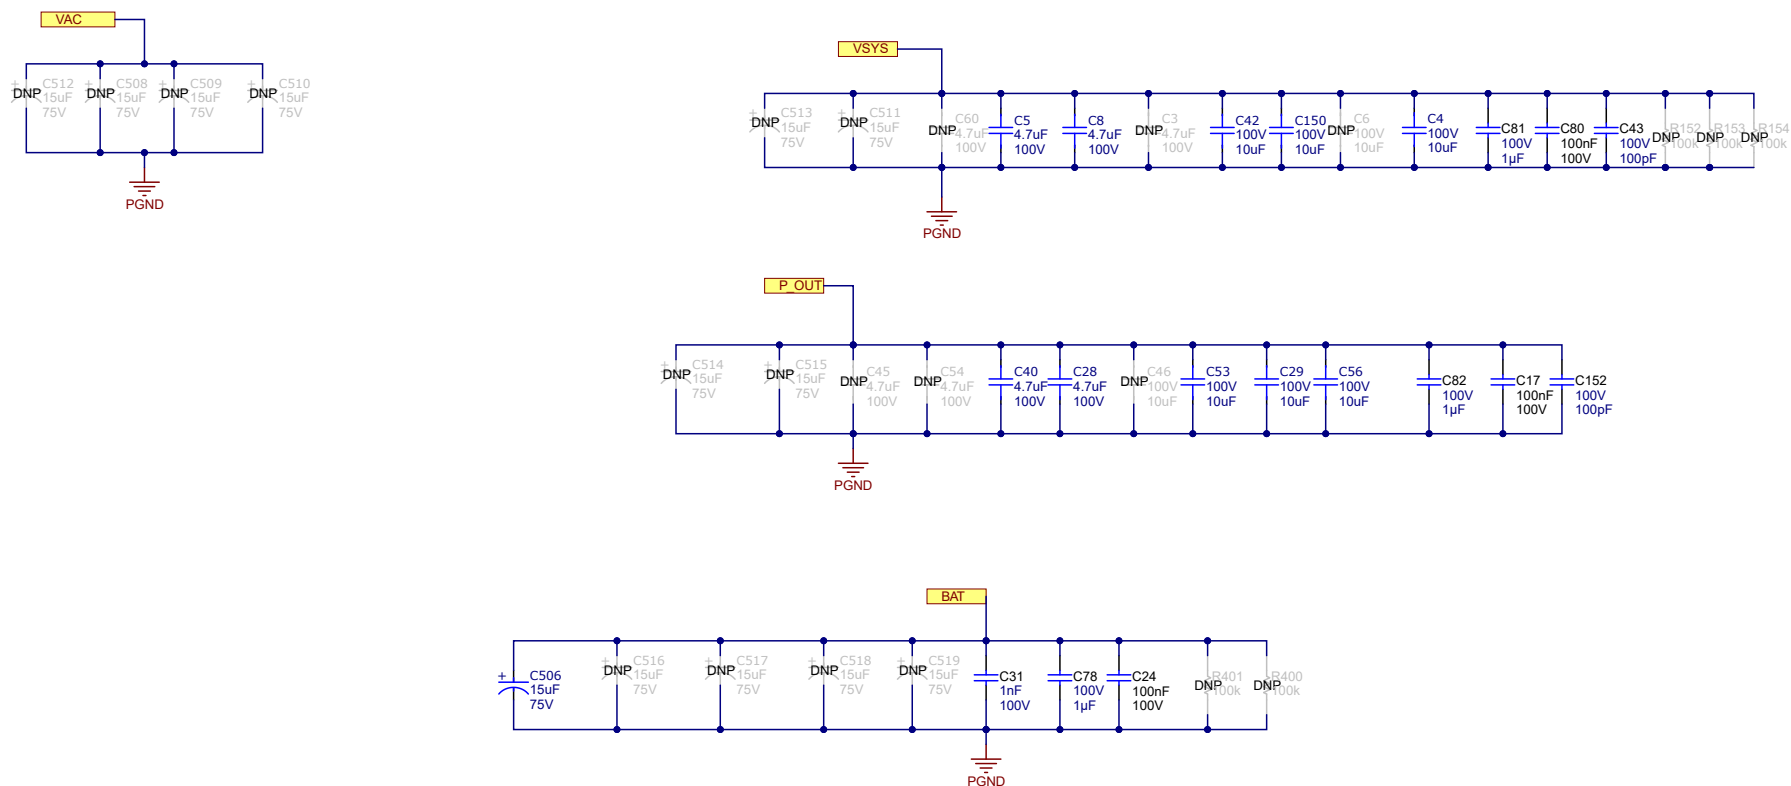 VAC
DNP
C512
15uF
75V
DNP
C508
15uF
75V
DNP
C509
15uF
75V
DNP
C510
15uF
75V
PGND
VSYS
DNP
C513
15uF
75V
DNP
C511
15uF
75V
DNP
C60
4.7uF
100V
C5
4.7uF
100V
C8
4.7uF
100V
DNP
C3
4.7uF
100V
C42
100V
10uF
C150
100V
10uF
DNP
C6
100V
10uF
C4
100V
10uF
C81
100V
1µF
C80
100nF
100V
C43
100V
100pF
DNP
R152
100k
DNP
R153
100k
DNP
R154
100k
PGND
P_OUT
DNP
C514
15uF
75V
DNP
C515
15uF
75V
DNP
C45
4.7uF
100V
DNP
C54
4.7uF
100V
C40
4.7uF
100V
C28
4.7uF
100V
DNP
C46
100V
10uF
C53
100V
10uF
C29
100V
10uF
C56
100V
10uF
C82
100V
1µF
C17
100nF
100V
C152
100V
100pF
PGND
BAT
C506
15uF
75V
DNP
C516
15uF
75V
DNP
C517
15uF
75V
DNP
C518
15uF
75V
DNP
C519
15uF
75V
C31
1nF
100V
C78
100V
1µF
C24
100nF
100V
DNP
R401
100k
DNP
R400
100k
PGND